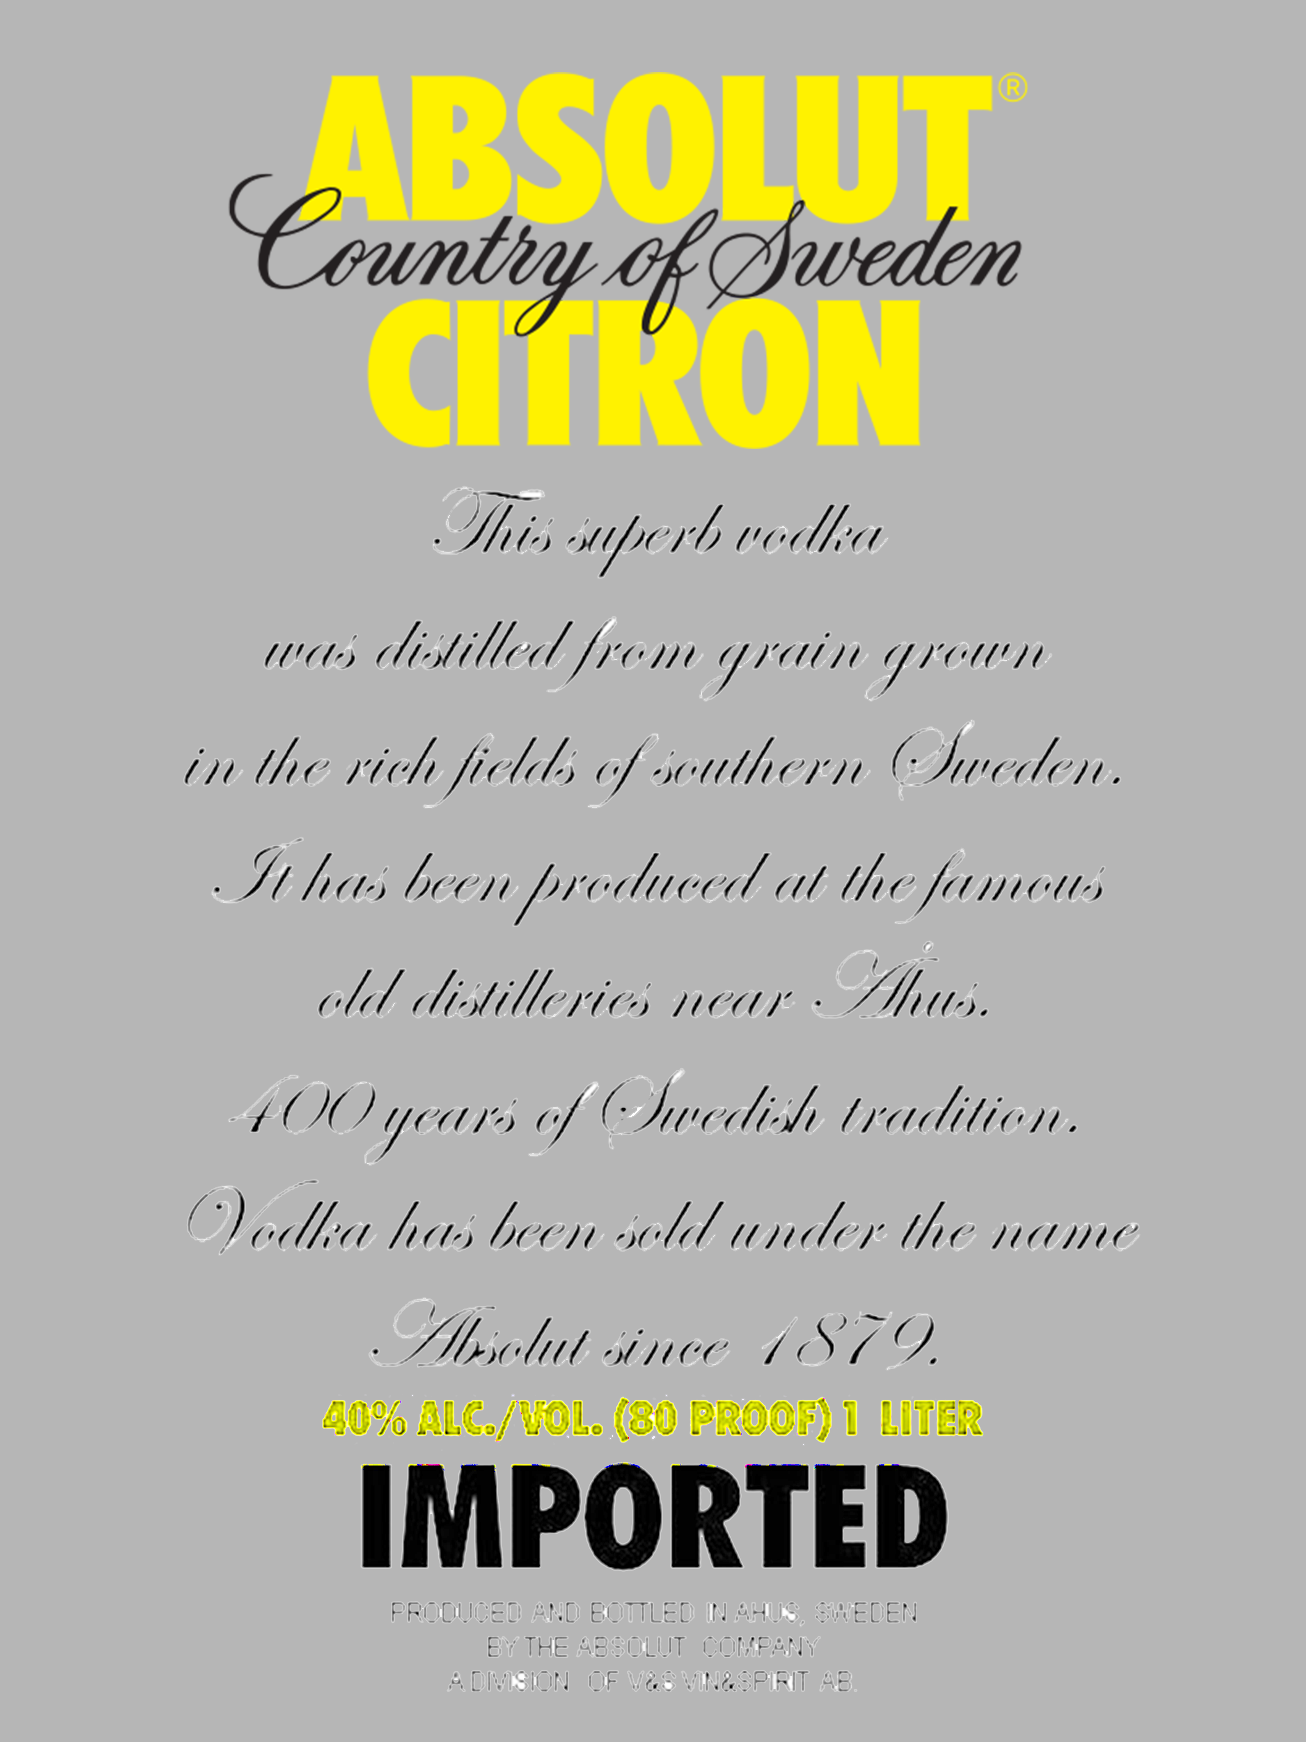 ABSOLUT®
Country of Sweden
CITRON
This superb vodka
was distilled from grain grown
in the rich fields of southern Sweden.
It has been produced at the famous
old distilleries near Åhus.
400 years of Swedish tradition.
Vodka has been sold under the name
Absolut since 1879.
40% ALC./VOL. (80 PROOF) 1 LITER
IMPORTED
PRODUCED AND BOTTLED IN AHUS, SWEDEN
BY THE ABSOLUT COMPANY
A DIVISION OF V&S VIN&SPIRIT AB.